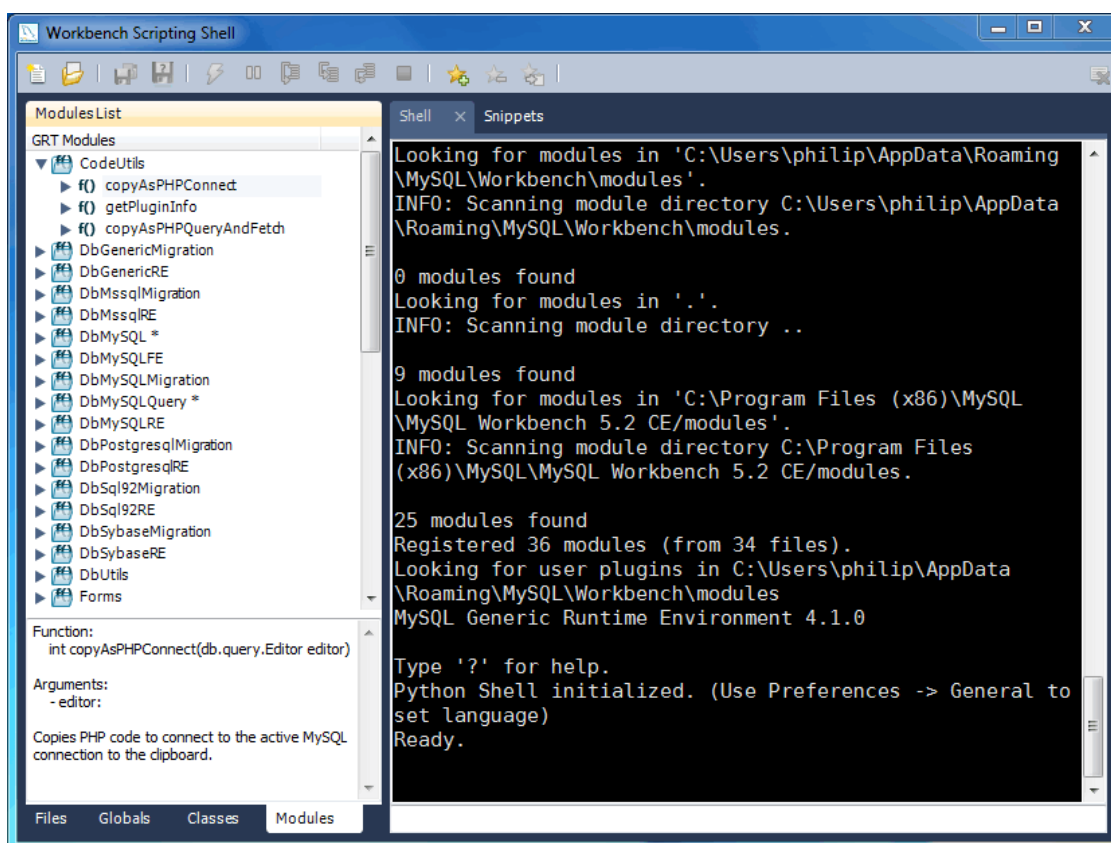 Workbench Scripting Shell
Modules List
GRT Modules
CodeUtils
f() copyAsPHPConnect
f() getPluginInfo
f() copyAsPHPQueryAndFetch
DbGenericMigration
DbGenericRE
DbMssqlMigration
DbMssqlRE
DbMySQL *
DbMySQLFE
DbMySQLMigration
DbMySQLQuery *
DbMySQLRE
DbPostgresqlMigration
DbPostgresqlRE
DbSql92Migration
DbSql92RE
DbSybaseMigration
DbSybaseRE
DbUtils
Forms
Function:
int copyAsPHPConnect(db.query.Editor editor)
Arguments:
- editor:
Copies PHP code to connect to the active MySQL
connection to the clipboard.
Files Globals Classes Modules
Shell Snippets
Looking for modules in 'C:\Users\philip\AppData\Roaming
\MySQL\Workbench\modules'.
INFO: Scanning module directory C:\Users\philip\AppData
\Roaming\MySQL\Workbench\modules.
0 modules found
Looking for modules in '.'.
INFO: Scanning module directory ..
9 modules found
Looking for modules in 'C:\Program Files (x86)\MySQL
\MySQL Workbench 5.2 CE/modules'.
INFO: Scanning module directory C:\Program Files
(x86)\MySQL\MySQL Workbench 5.2 CE/modules.
25 modules found
Registered 36 modules (from 34 files).
Looking for user plugins in C:\Users\philip\AppData
\Roaming\MySQL\Workbench\modules
MySQL Generic Runtime Environment 4.1.0
Type '?' for help.
Python Shell initialized. (Use Preferences -> General to
set language)
Ready.